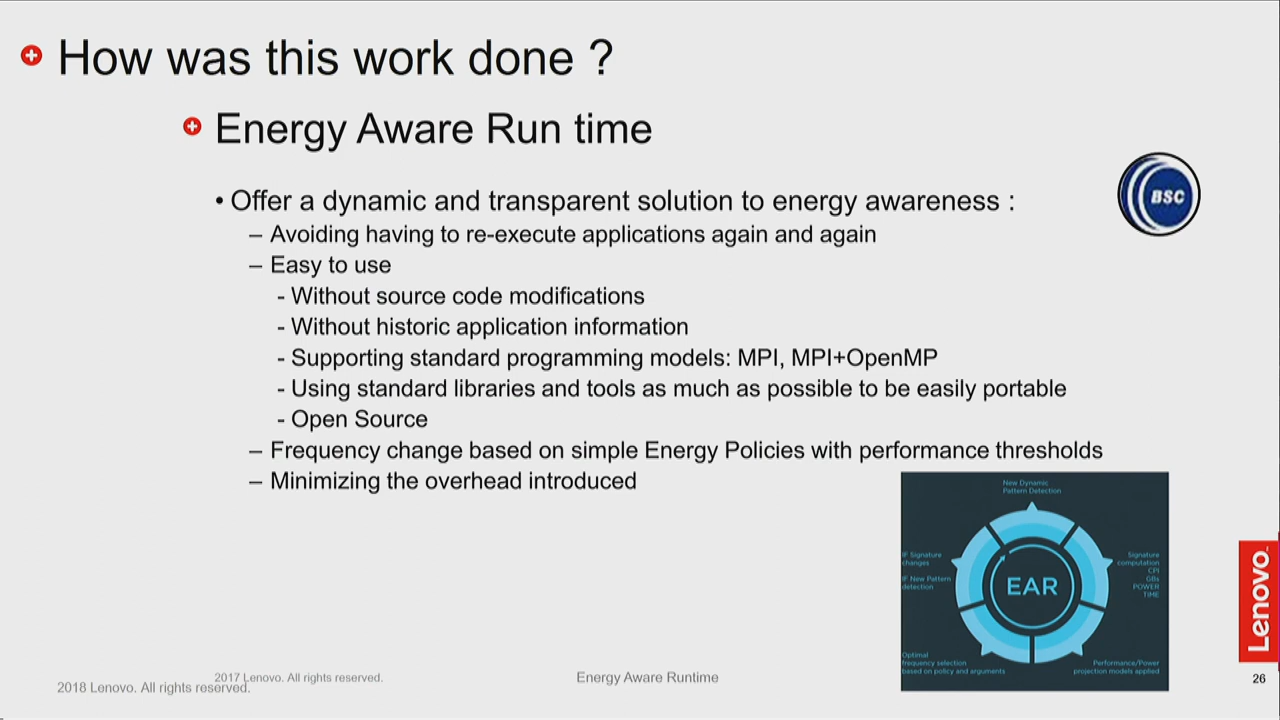 How was this work done ?
Energy Aware Run time
• Offer a dynamic and transparent solution to energy awareness :
– Avoiding having to re-execute applications again and again
– Easy to use
- Without source code modifications
- Without historic application information
- Supporting standard programming models: MPI, MPI+OpenMP
- Using standard libraries and tools as much as possible to be easily portable
- Open Source
– Frequency change based on simple Energy Policies with performance thresholds
– Minimizing the overhead introduced
BSC
New Dynamic
Pattern Detection
IF Signature
changes
IF New Pattern
detection
EAR
Signature
computation
CPI
GBs
POWER
TIME
Optimal
frequency selection
based on policy and arguments
Performance/Power
projection models applied
Lenovo
2017 Lenovo. All rights reserved.
2018 Lenovo. All rights reserved.
Energy Aware Runtime
26